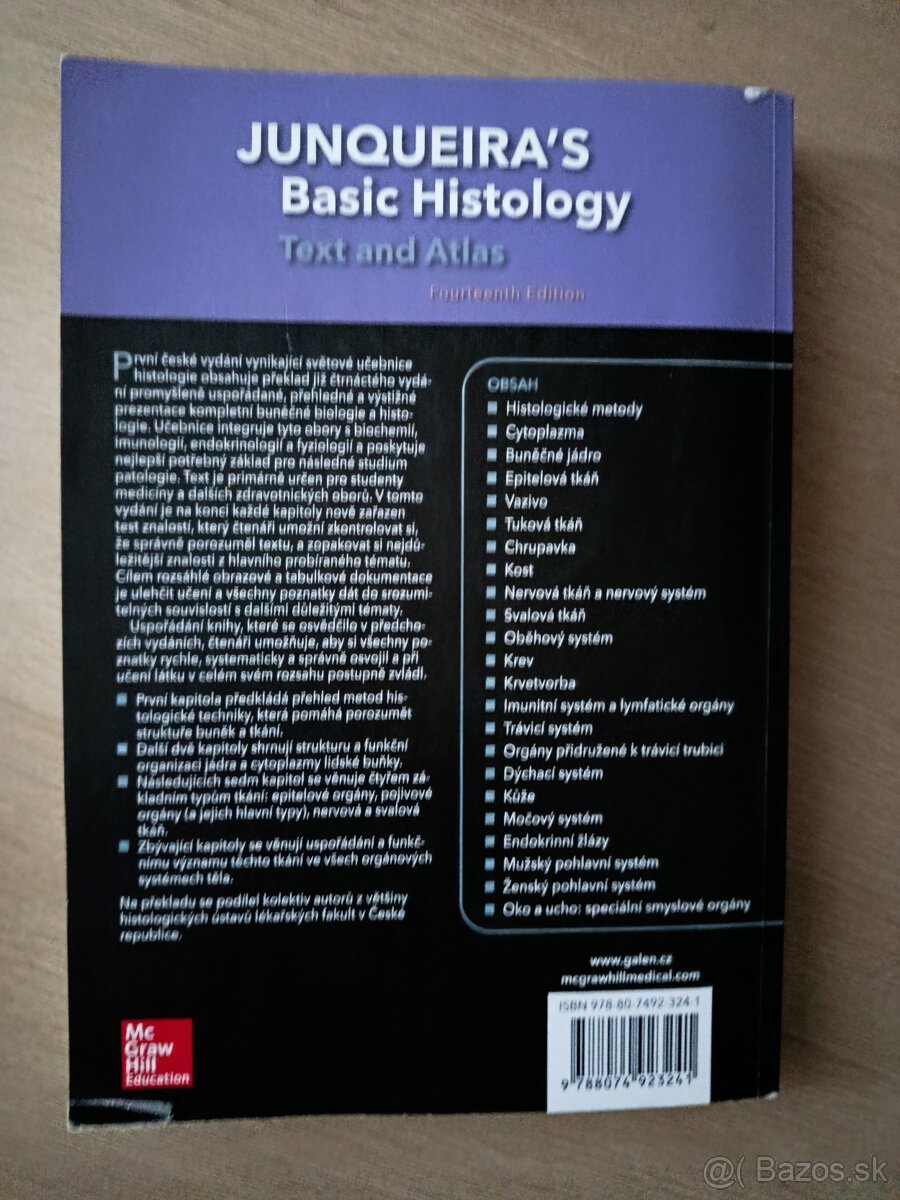 JUNQUEIRA'S
Basic Histology
Text and Atlas
Fourteenth Edition
První české vydání vynikající světové učebnice
histologie obsahuje překlad již čtrnáctého vydá-
ní promyšleně uspořádané, přehledné a výstižné
prezentace kompletní buněčné biologie a histo-
logie. Učebnice integruje tyto obory s biochemií,
imunologií, endokrinologií a fyziologií a poskytuje
nejlepší potřebný základ pro následné studium
patologie. Text je primárně určen pro studenty
medicíny a dalších zdravotnických oborů. V tomto
vydání je na konci každé kapitoly nově zařazen
test znalostí, který čtenáři umožní zkontrolovat si,
že správně porozuměl textu, a zopakovat si nejdů-
ležitější znalosti z hlavního probíraného tématu.
Cílem rozsáhlé obrazové a tabulkové dokumentace
je ulehčit učení a všechny poznatky dát do srozumi-
telných souvislostí s dalšími důležitými tématy.
Uspořádání knihy, které se osvědčilo v předcho-
zích vydáních, čtenáři umožňuje, aby si všechny po-
znatky rychle, systematicky a správně osvojil a při
učení látku v celém svém rozsahu postupně zvládl.
První kapitola předkládá přehled metod his-
tologické techniky, která pomáhá porozumět
struktuře buněk a tkání.
Další dvě kapitoly shrnují strukturu a funkční
organizaci jádra a cytoplazmy lidské buňky.
Následujících sedm kapitol se věnuje čtyřem zá-
kladním typům tkání: epitelové orgány, pojivové
orgány (a jejich hlavní typy), nervová a svalová
tkáň.
Zbývající kapitoly se věnují uspořádání a funkč-
nímu významu těchto tkání ve všech orgánových
systémech těla.
Na překladu se podílel kolektiv autorů z většiny
histologických ústavů lékařských fakult v České
republice.
OBSAH
Histologické metody
Cytoplazma
Buněčné jádro
Epitelová tkáň
Vazivo
Tuková tkáň
Chrupavka
Kost
Nervová tkáň a nervový systém
Svalová tkáň
Oběhový systém
Krev
Krvetvorba
Imunitní systém a lymfatické orgány
Trávicí systém
Orgány přidružené k trávicí trubici
Dýchací systém
Kůže
Močový systém
Endokrinní žlázy
Mužský pohlavní systém
Ženský pohlavní systém
Oko a ucho: speciální smyslové orgány
www.galen.cz
mcgrawhillmedical.com
ISBN 978-80-7492-324-1
9 788074 923241
Mc
Graw
Hill
Education
@( Bazos.sk